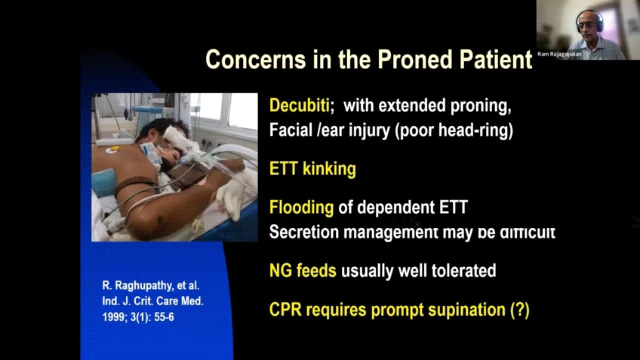 Ram Rajagopalan
Concerns in the Proned Patient
Decubiti; with extended proning,
Facial /ear injury (poor head-ring)
ETT kinking
Flooding of dependent ETT
Secretion management may be difficult
NG feeds usually well tolerated
CPR requires prompt supination (?)
R. Raghupathy, et al.
Ind. J. Crit. Care Med.
1999; 3(1): 55-6